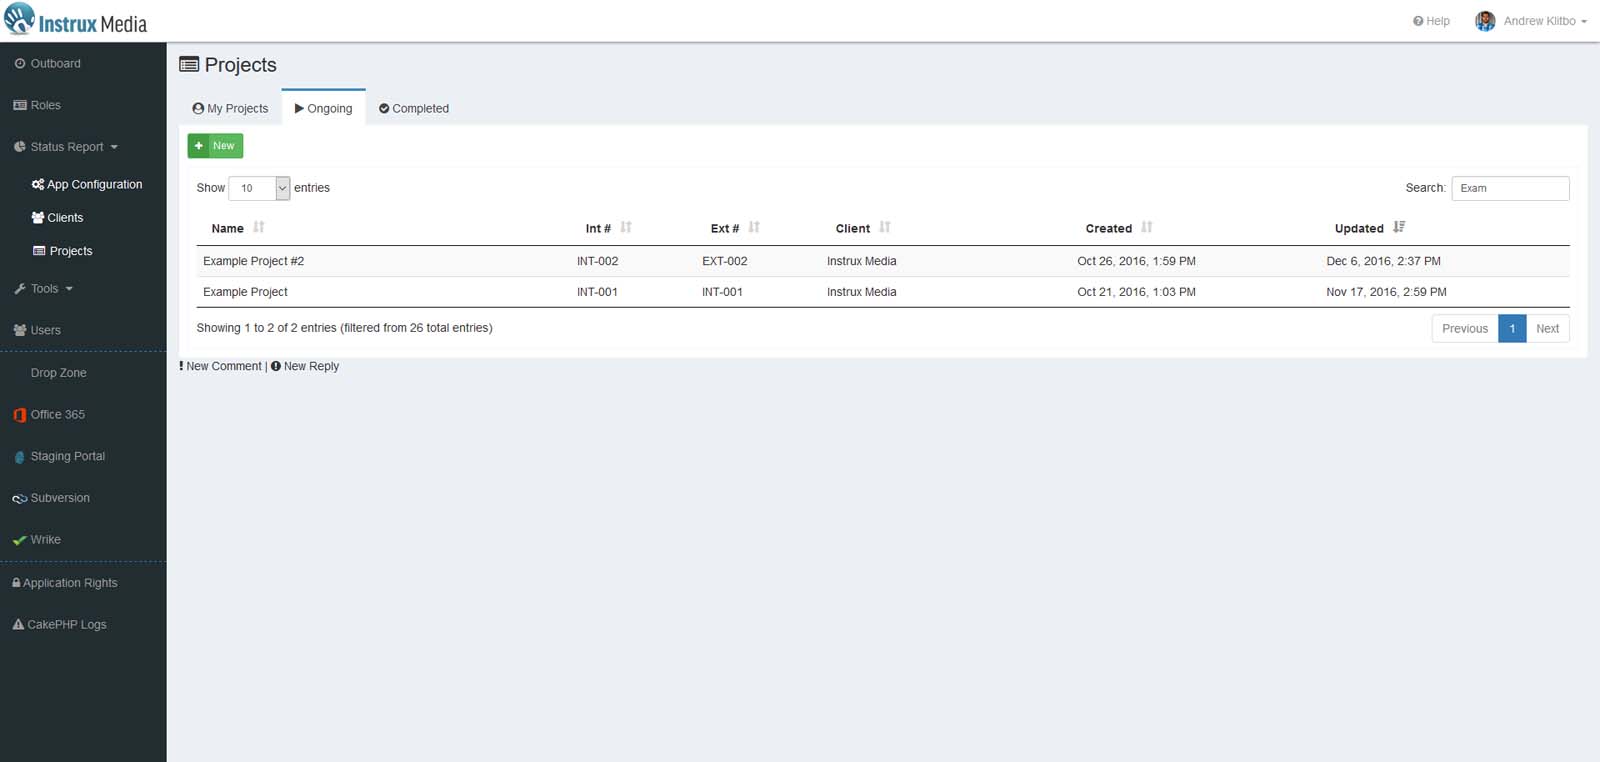 Instrux Media
Help
Andrew Klitbo
Outboard
Roles
Status Report
App Configuration
Clients
Projects
Tools
Users
Drop Zone
Office 365
Staging Portal
Subversion
Wrike
Application Rights
CakePHP Logs
Projects
My Projects
Ongoing
Completed
+ New
Show 10 entries
Search: Exam
Name Int # Ext # Client Created Updated
Example Project #2 INT-002 EXT-002 Instrux Media Oct 26, 2016, 1:59 PM Dec 6, 2016, 2:37 PM
Example Project INT-001 INT-001 Instrux Media Oct 21, 2016, 1:03 PM Nov 17, 2016, 2:59 PM
Showing 1 to 2 of 2 entries (filtered from 26 total entries)
Previous 1 Next
! New Comment | New Reply